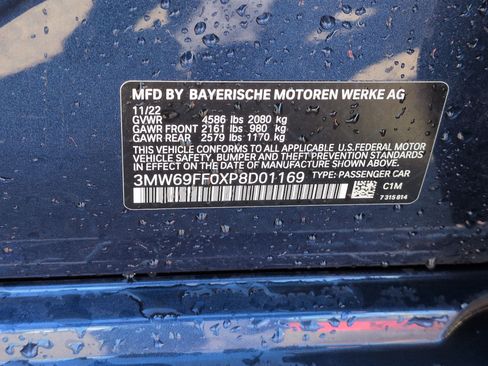 MFD BY BAYERISCHE MOTOREN WERKE AG
11/22
GVWR 4586 lbs 2080 kg
GAWR FRONT 2161 lbs 980 kg
GAWR REAR 2579 lbs 1170 kg
THIS VEHICLE CONFORMS TO ALL APPLICABLE U.S.FEDERAL MOTOR
VEHICLE SAFETY, BUMPER AND THEFT PREVENTION STANDARDS
IN EFFECT ON THE DATE OF MANUFACTURE SHOWN ABOVE.
3MW69FF0XP8D01169 TYPE: PASSENGER CAR
C1M
7315614